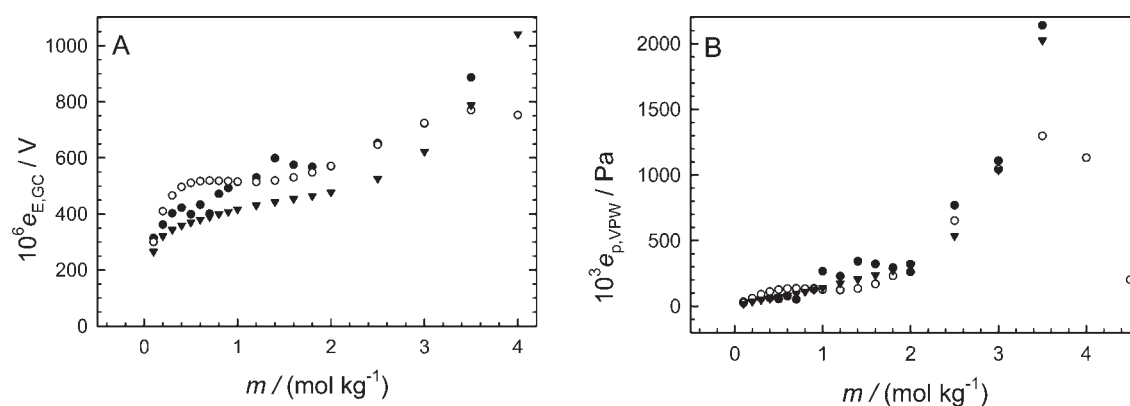 A
10⁶e_E,GC / V
1000
800
600
400
200
0
0 1 2 3 4
m / (mol kg⁻¹)
B
10³e_p,VPW / Pa
2000
1500
1000
500
0
0 1 2 3 4
m / (mol kg⁻¹)